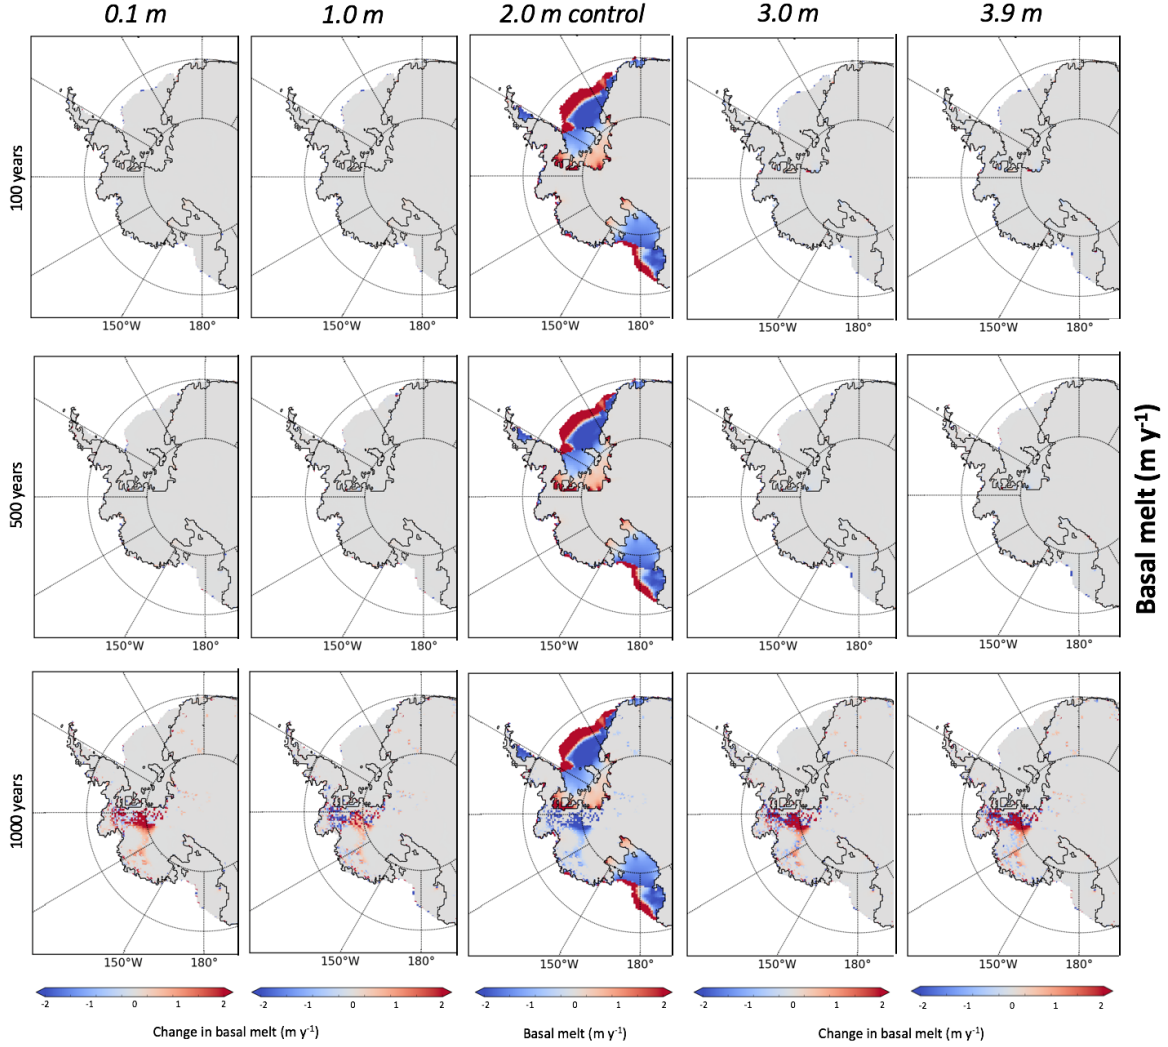 0.1 m 1.0 m 2.0 m control 3.0 m 3.9 m
100 years
150°W 180° 150°W 180° 150°W 180° 150°W 180° 150°W 180°
500 years
150°W 180° 150°W 180° 150°W 180° 150°W 180° 150°W 180°
Basal melt (m y⁻¹)
1000 years
150°W 180° 150°W 180° 150°W 180° 150°W 180° 150°W 180°
-2 -1 0 1 2 -2 -1 0 1 2 -2 -1 0 1 2 -2 -1 0 1 2 -2 -1 0 1 2
Change in basal melt (m y⁻¹) Basal melt (m y⁻¹) Change in basal melt (m y⁻¹)